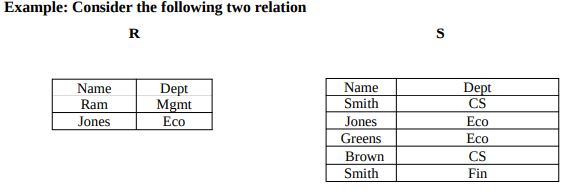 Example: Consider the following two relation
R
Name Dept
Ram Mgmt
Jones Eco
S
Name Dept
Smith CS
Jones Eco
Greens Eco
Brown CS
Smith Fin